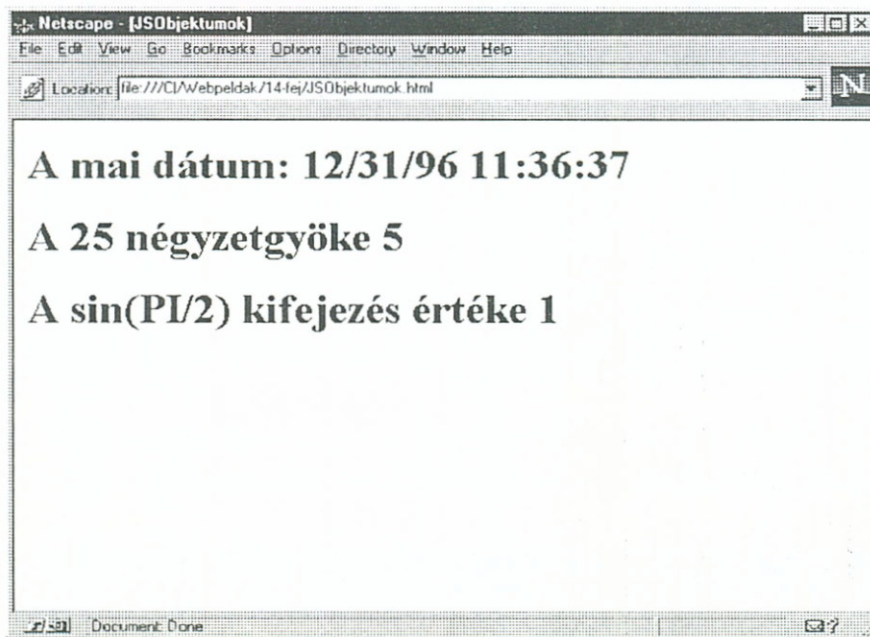 Netscape - [JSObjektumok]
File Edit View Go Bookmarks Options Directory Window Help
Location: file:///C|/Webpeldak/14-fej/JSObjektumok.html
N
A mai dátum: 12/31/96 11:36:37
A 25 négyzetgyöke 5
A sin(PI/2) kifejezés értéke 1
Document: Done
?